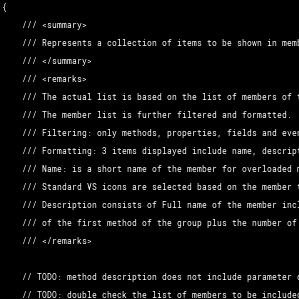 {
/// <summary>
/// Represents a collection of items to be shown in
/// </summary>
/// <remarks>
/// The actual list is based on the list of members of
/// The member list is further filtered and formatted.
/// Filtering: only methods, properties, fields and
/// Formatting: 3 items displayed include name,
/// Name: is a short name of the member for overloaded
/// Standard VS icons are selected based on the member
/// Description consists of Full name of the member
/// of the first method of the group plus the number of
/// </remarks>
// TODO: method description does not include parameter
// TODO: double check the list of members to be included